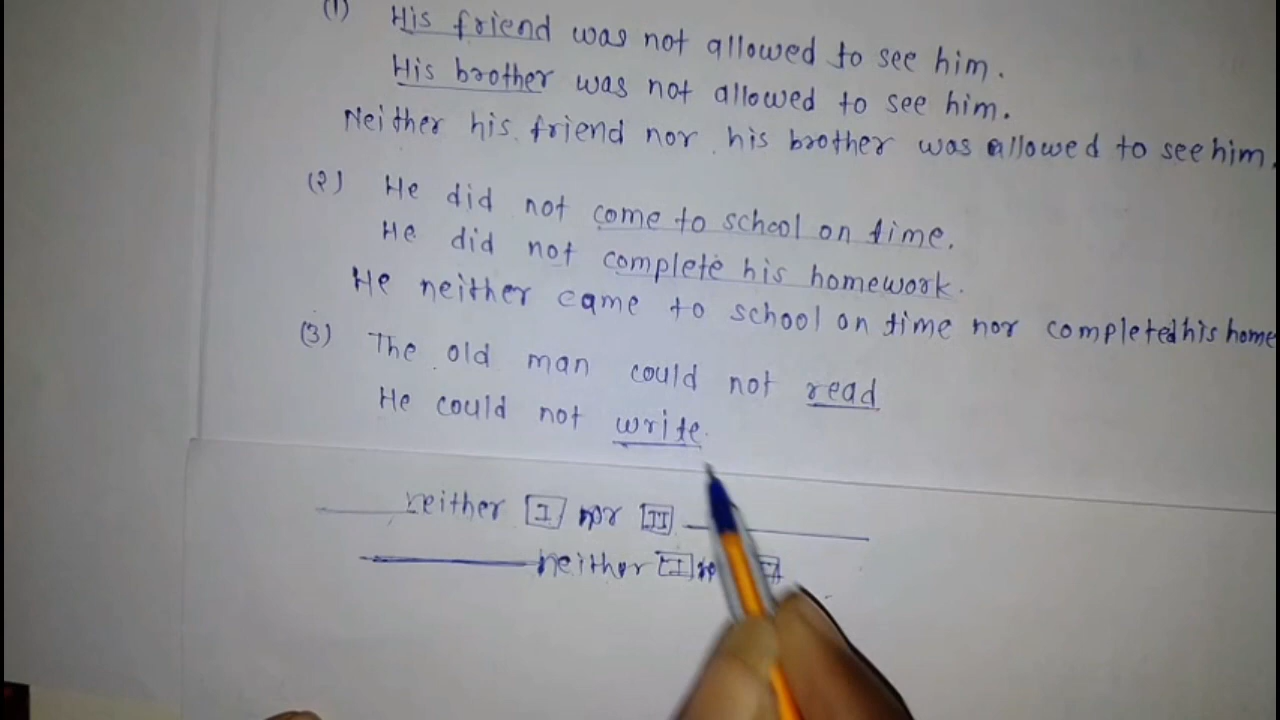 (1) His friend was not allowed to see him.
His brother was not allowed to see him.
Neither his friend nor his brother was allowed to see him.
(२) He did not come to school on time.
He did not complete his homework.
He neither came to school on time nor completed his home
(3) The old man could not read
He could not write.
neither I nor II
neither I